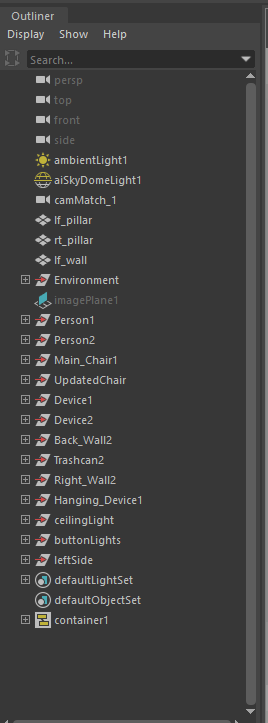 Outliner
Display Show Help
Search...
persp
top
front
side
ambientLight1
aiSkyDomeLight1
camMatch_1
lf_pillar
rt_pillar
lf_wall
Environment
imagePlane1
Person1
Person2
Main_Chair1
UpdatedChair
Device1
Device2
Back_Wall2
Trashcan2
Right_Wall2
Hanging_Device1
ceilingLight
buttonLights
leftSide
defaultLightSet
defaultObjectSet
container1